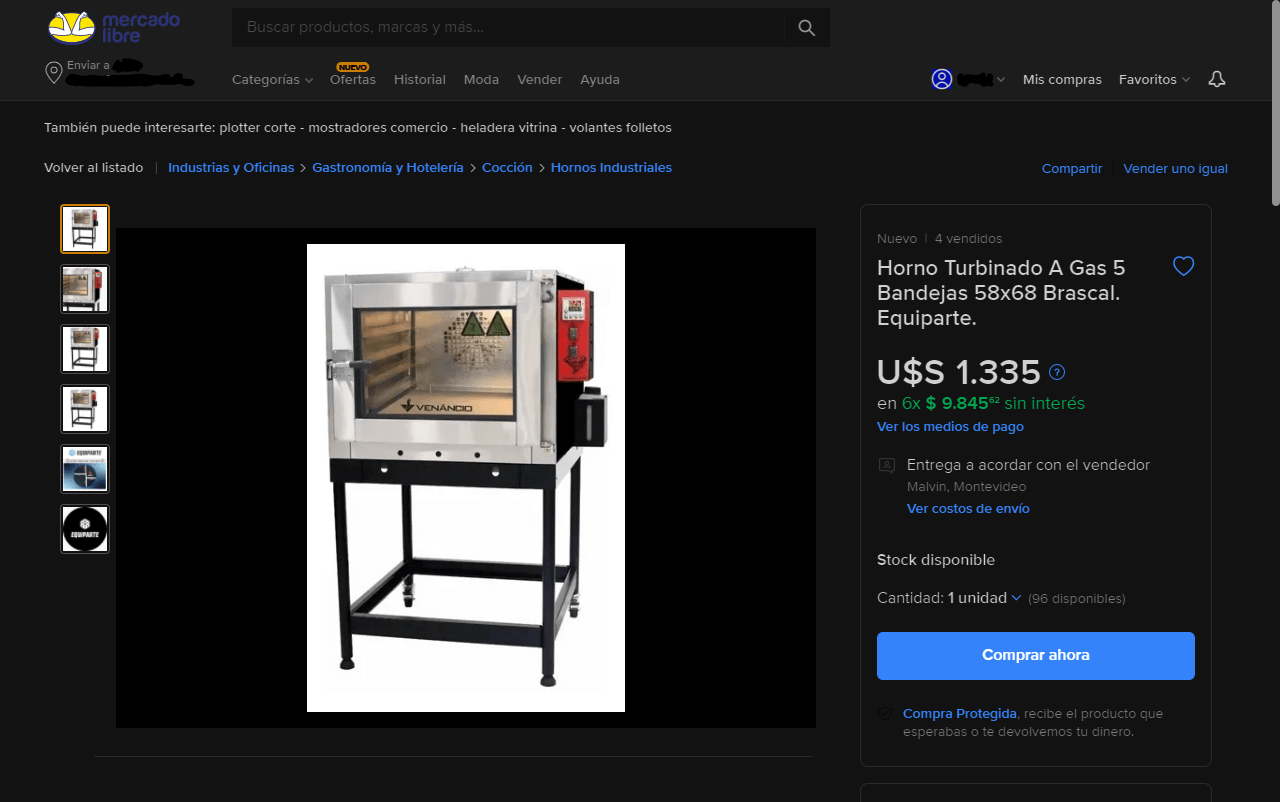 mercado
libre
Buscar productos, marcas y más...
Enviar a
NUEVO
Categorías
Ofertas
Historial
Moda
Vender
Ayuda
Mis compras
Favoritos
También puede interesarte: plotter corte - mostradores comercio - heladera vitrina - volantes folletos
Volver al listado | Industrias y Oficinas > Gastronomía y Hotelería > Cocción > Hornos Industriales
Compartir
Vender uno igual
Nuevo | 4 vendidos
Horno Turbinado A Gas 5
Bandejas 58x68 Brascal.
Equiparte.
U$S 1.335
en 6x $ 9.845⁶² sin interés
Ver los medios de pago
Entrega a acordar con el vendedor
Malvin, Montevideo
Ver costos de envío
Stock disponible
Cantidad: 1 unidad (96 disponibles)
Comprar ahora
Compra Protegida, recibe el producto que
esperabas o te devolvemos tu dinero.
VENÂNCIO
EQUIPARTE
EQUIPARTE